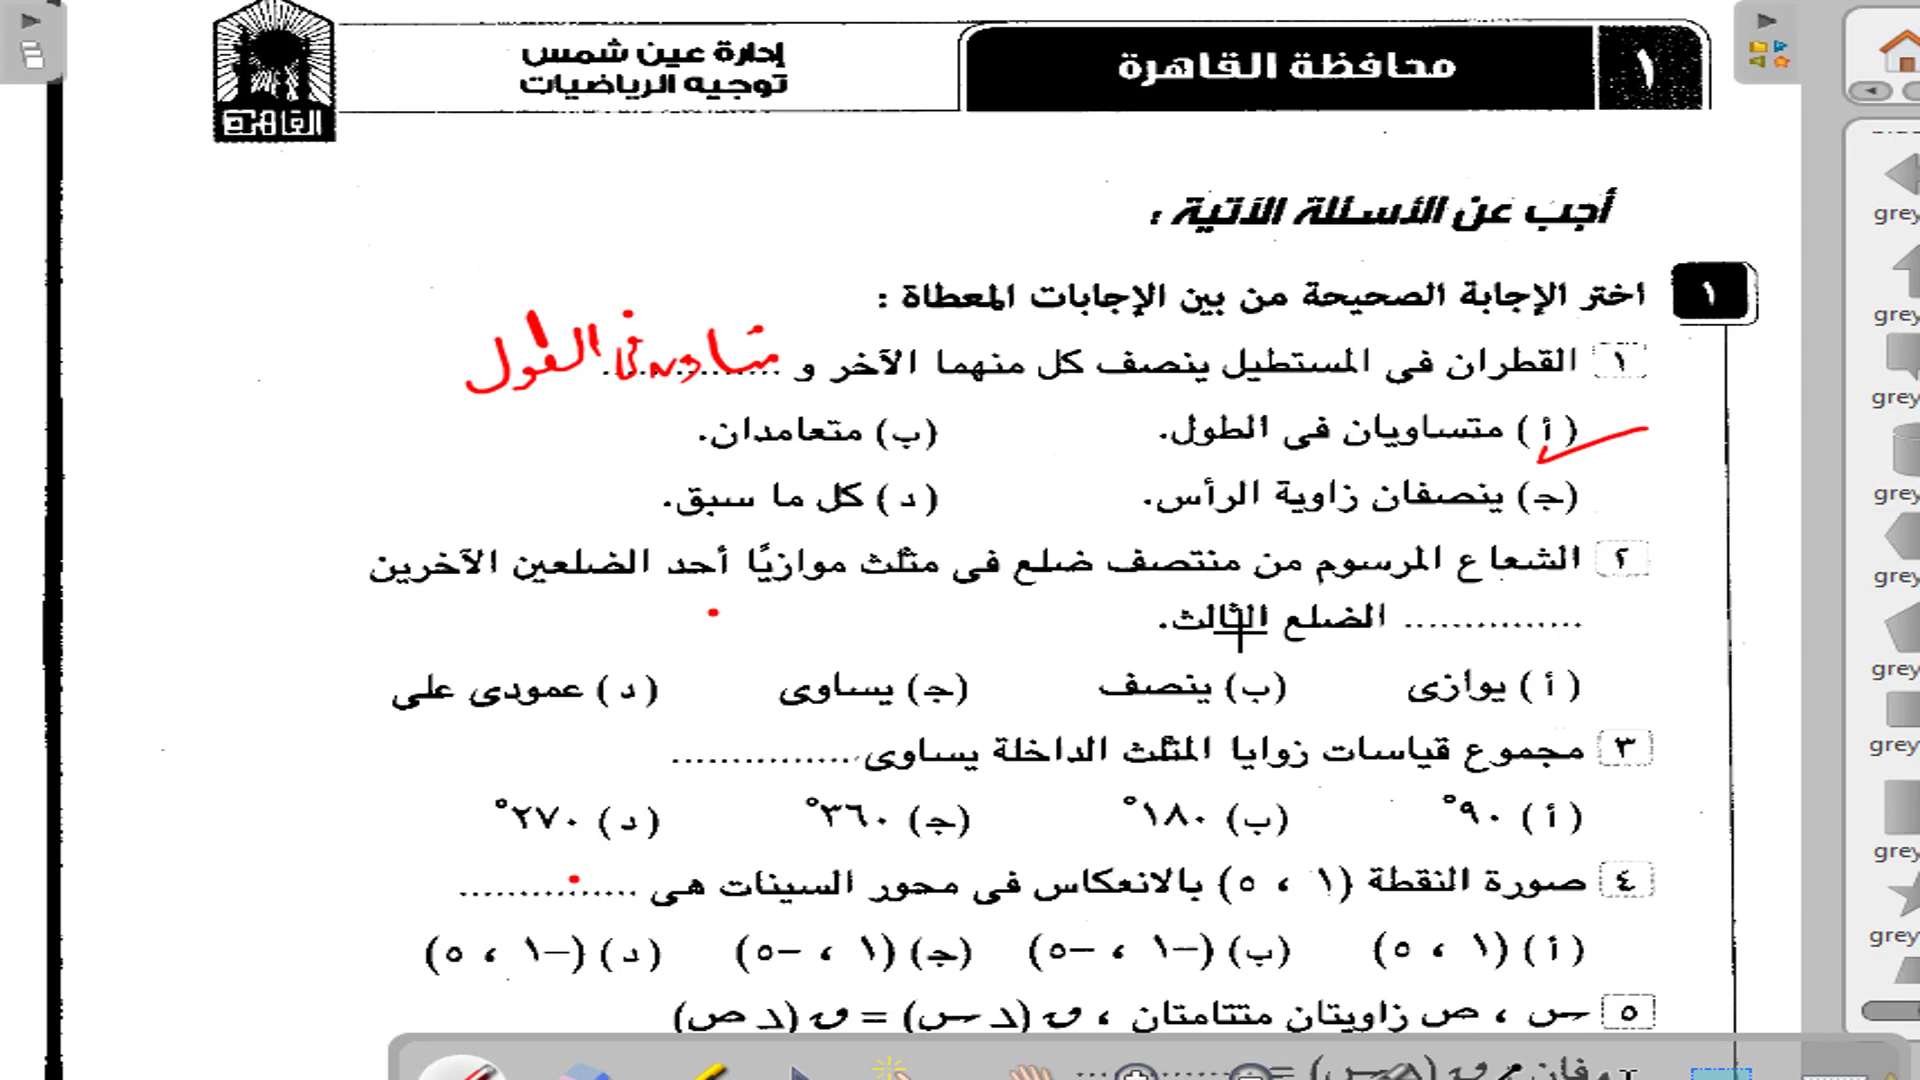 ١ محافظة القاهرة
إدارة عين شمس
توجيه الرياضيات
القاهرة
أجب عن الأسئلة الآتية :
١ اختر الإجابة الصحيحة من بين الإجابات المعطاة :
١ القطران فى المستطيل ينصف كل منهما الآخر و ............... متساويان فى الطول
( أ ) متساويان فى الطول. (ب) متعامدان.
(جـ) ينصفان زاوية الرأس. ( د ) كل ما سبق.
٢ الشعاع المرسوم من منتصف ضلع فى مثلث موازيًا أحد الضلعين الآخرين
............... الضلع الثالث.
( أ ) يوازى (ب) ينصف (جـ) يساوى ( د ) عمودى على
٣ مجموع قياسات زوايا المثلث الداخلة يساوى ...............
( أ ) ٩٠° (ب) ١٨٠° (جـ) ٣٦٠° ( د ) ٢٧٠°
٤ صورة النقطة (١ ، ٥) بالانعكاس فى محور السينات هى ...............
( أ ) (١ ، ٥) (ب) (–١ ، –٥) (جـ) (١ ، –٥) ( د ) (–١ ، ٥)
٥ س ، ص زاويتان متتامتان ، ق (د س) = ق (د ص)
فإن ق (د س) = ...............
grey
grey
grey
grey
grey
grey
grey
grey
grey